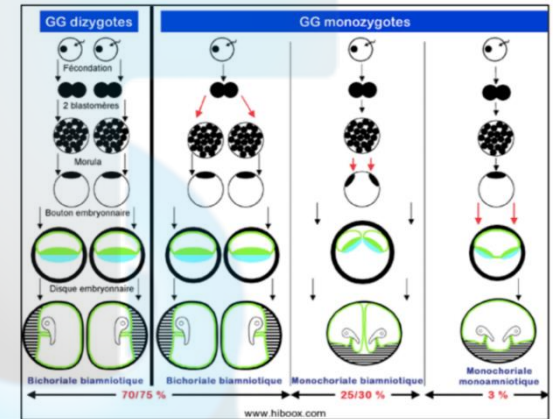 GG dizygotes
GG monozygotes
Fécondation
2 blastomères
Morula
Bouton embryonnaire
Disque embryonnaire
Bichoriale biamniotique
Bichoriale biamniotique
Monochoriale biamniotique
Monochoriale
monoamniotique
70/75 %
25/30 %
3 %
www.hiboox.com